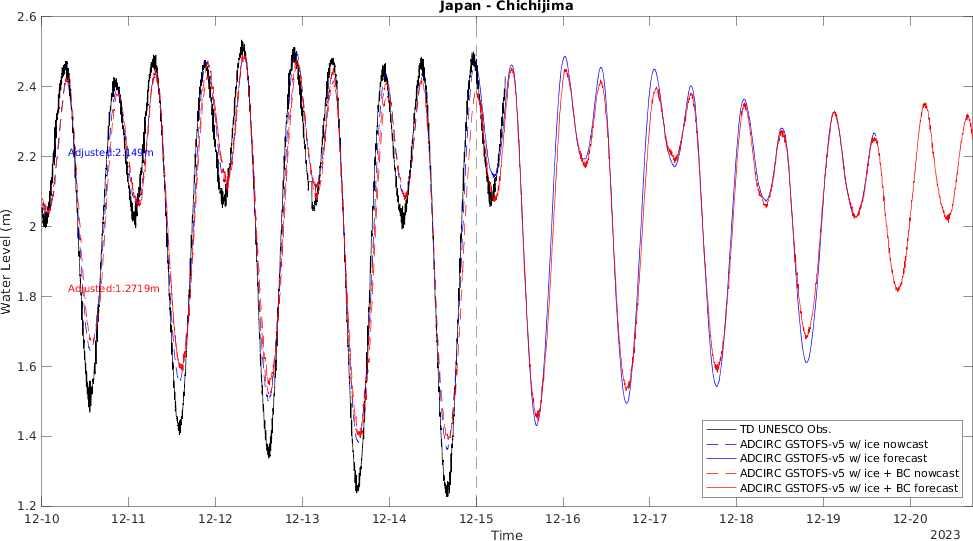 Japan - Chichijima
2.6
2.4
2.2
2
1.8
1.6
1.4
1.2
Water Level (m)
Adjusted:2.149m
Adjusted:1.2719m
TD UNESCO Obs.
ADCIRC GSTOFS-v5 w/ ice nowcast
ADCIRC GSTOFS-v5 w/ ice forecast
ADCIRC GSTOFS-v5 w/ ice + BC nowcast
ADCIRC GSTOFS-v5 w/ ice + BC forecast
12-10 12-11 12-12 12-13 12-14 12-15 12-16 12-17 12-18 12-19 12-20
Time
2023